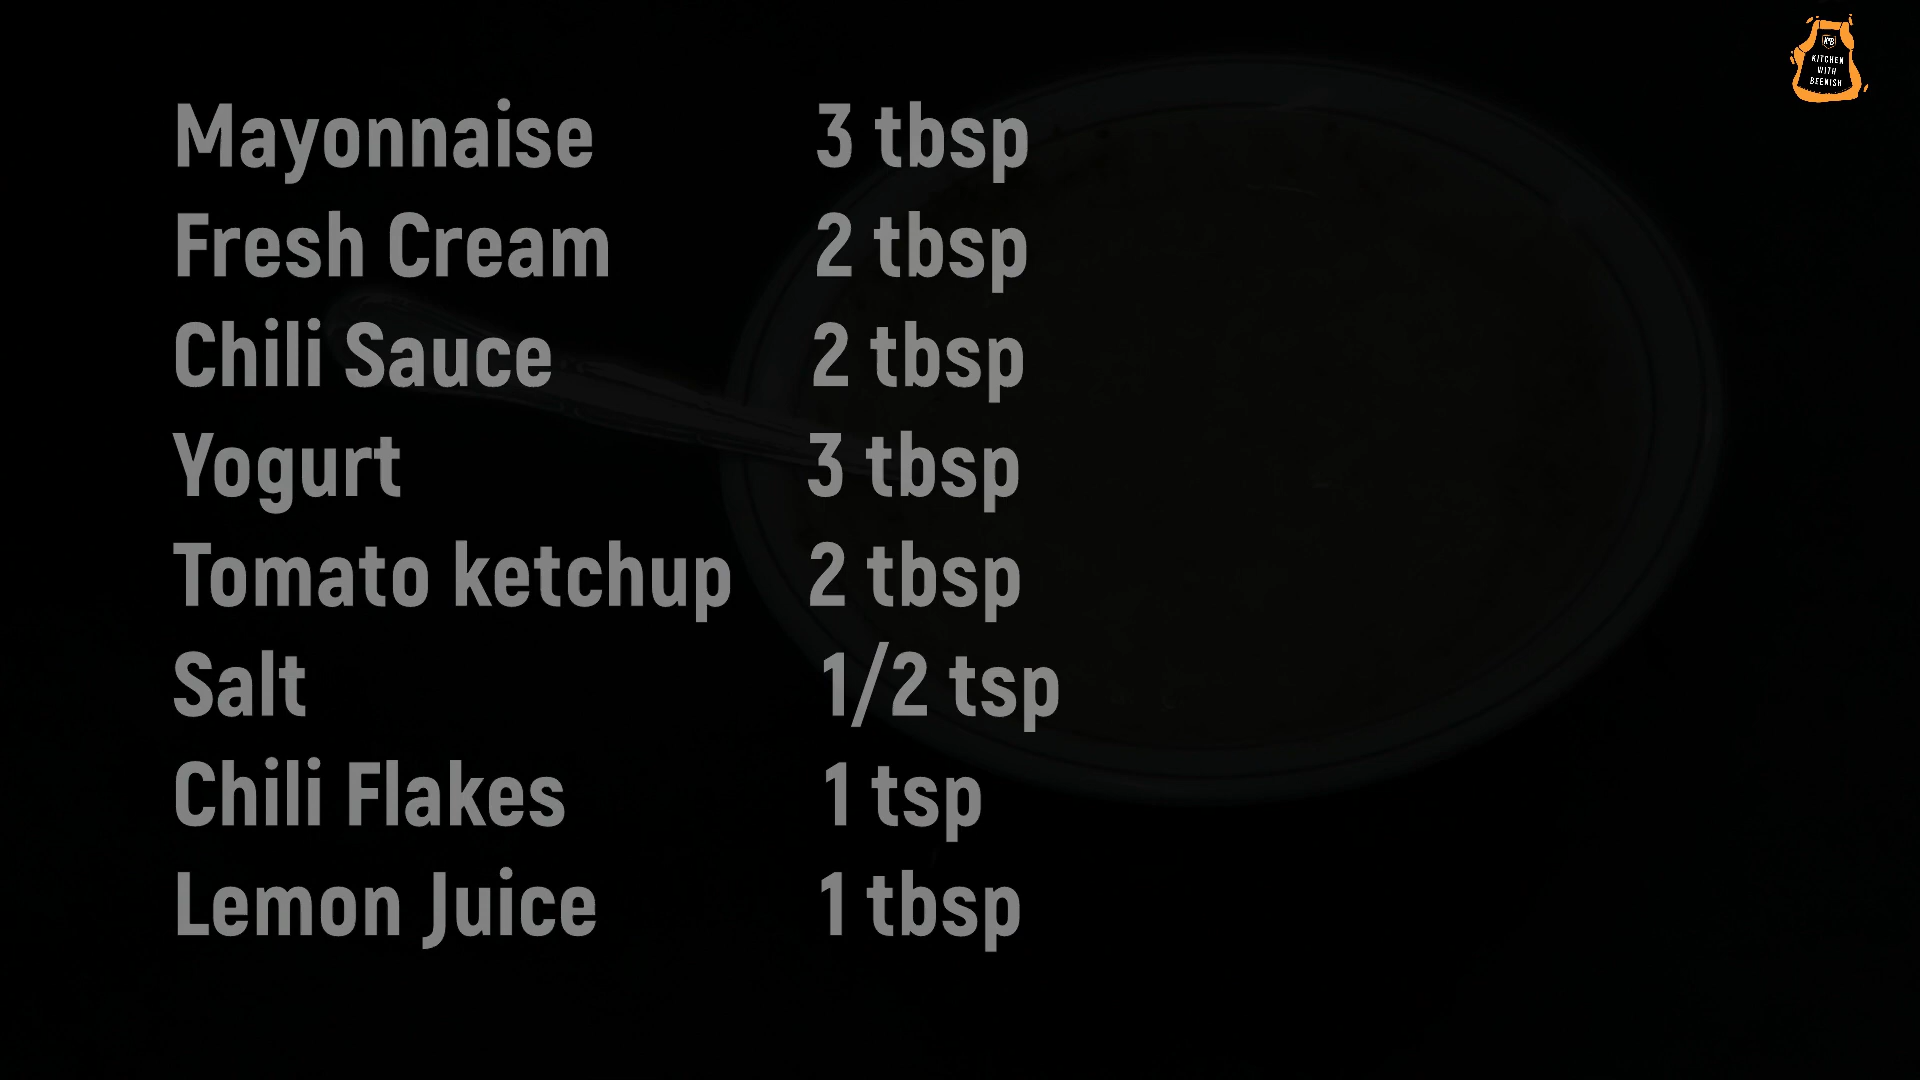 KWB
KITCHEN
WITH
BEENISH
Mayonnaise 3 tbsp
Fresh Cream 2 tbsp
Chili Sauce 2 tbsp
Yogurt 3 tbsp
Tomato ketchup 2 tbsp
Salt 1/2 tsp
Chili Flakes 1 tsp
Lemon Juice 1 tbsp